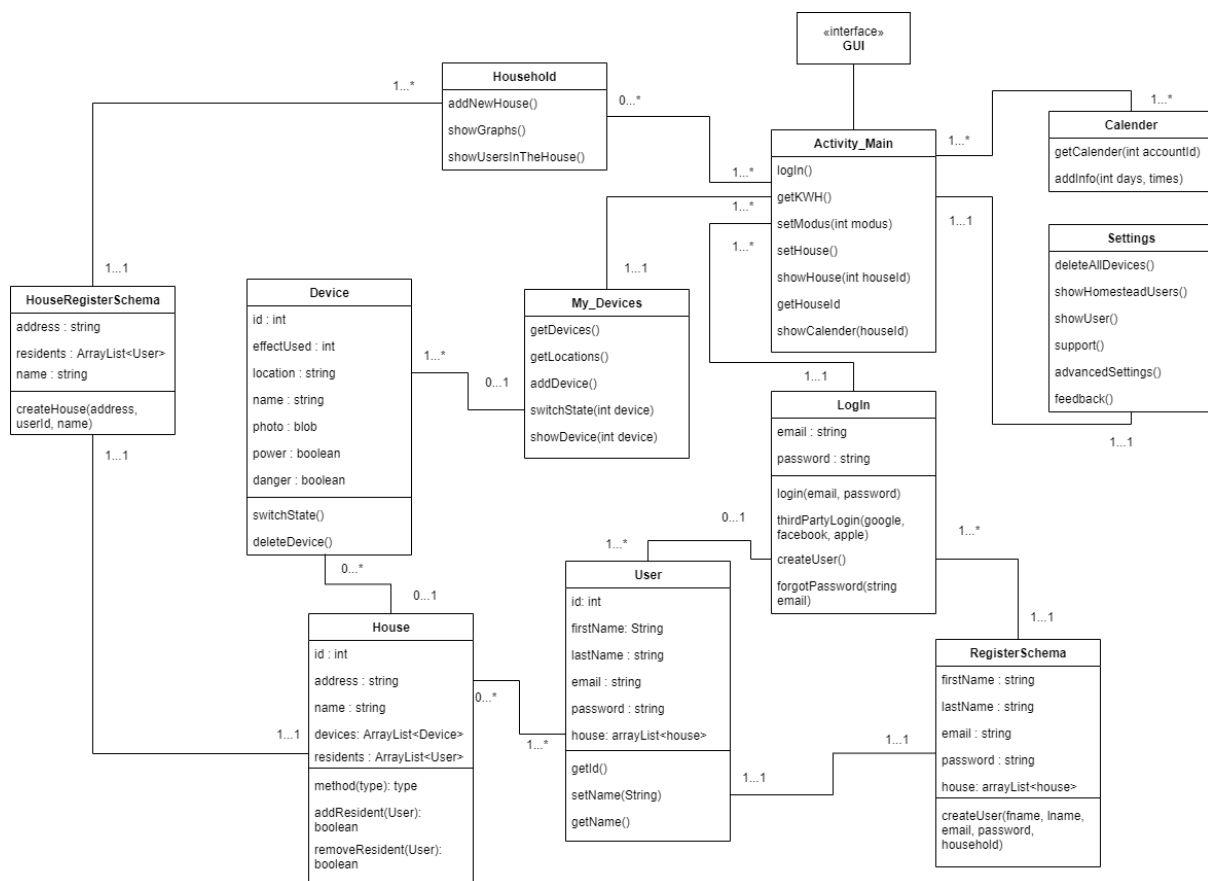 «interface»
GUI
Household
addNewHouse()
showGraphs()
showUsersInTheHouse()
1...*
0...*
1...*
1...*
Calender
getCalender(int accountId)
addInfo(int days, times)
Activity_Main
logIn()
getKWH()
setModus(int modus)
setHouse()
showHouse(int houseId)
getHouseId
showCalender(houseId)
1...*
1...*
1...*
1...1
Settings
deleteAllDevices()
showHomesteadUsers()
showUser()
support()
advancedSettings()
feedback()
1...1
1...1
HouseRegisterSchema
address : string
residents : ArrayList<User>
name : string
createHouse(address,
userId, name)
1...1
Device
id : int
effectUsed : int
location : string
name : string
photo : blob
power : boolean
danger : boolean
switchState()
deleteDevice()
1...*
0...1
1...1
My_Devices
getDevices()
getLocations()
addDevice()
switchState(int device)
showDevice(int device)
1...1
LogIn
email : string
password : string
login(email, password)
thirdPartyLogin(google,
facebook, apple)
createUser()
forgotPassword(string
email)
0...1
1...*
1...*
1...1
0...*
0...1
House
id : int
address : string
name : string
devices: ArrayList<Device>
residents : ArrayList<User>
method(type): type
addResident(User):
boolean
removeResident(User):
boolean
1...1
0...*
1...*
User
id: int
firstName: String
lastName : string
email : string
password : string
house: arrayList<house>
getId()
setName(String)
getName()
1...1
1...1
RegisterSchema
firstName : string
lastName : string
email : string
password : string
house: arrayList<house>
createUser(fname, lname,
email, password,
household)